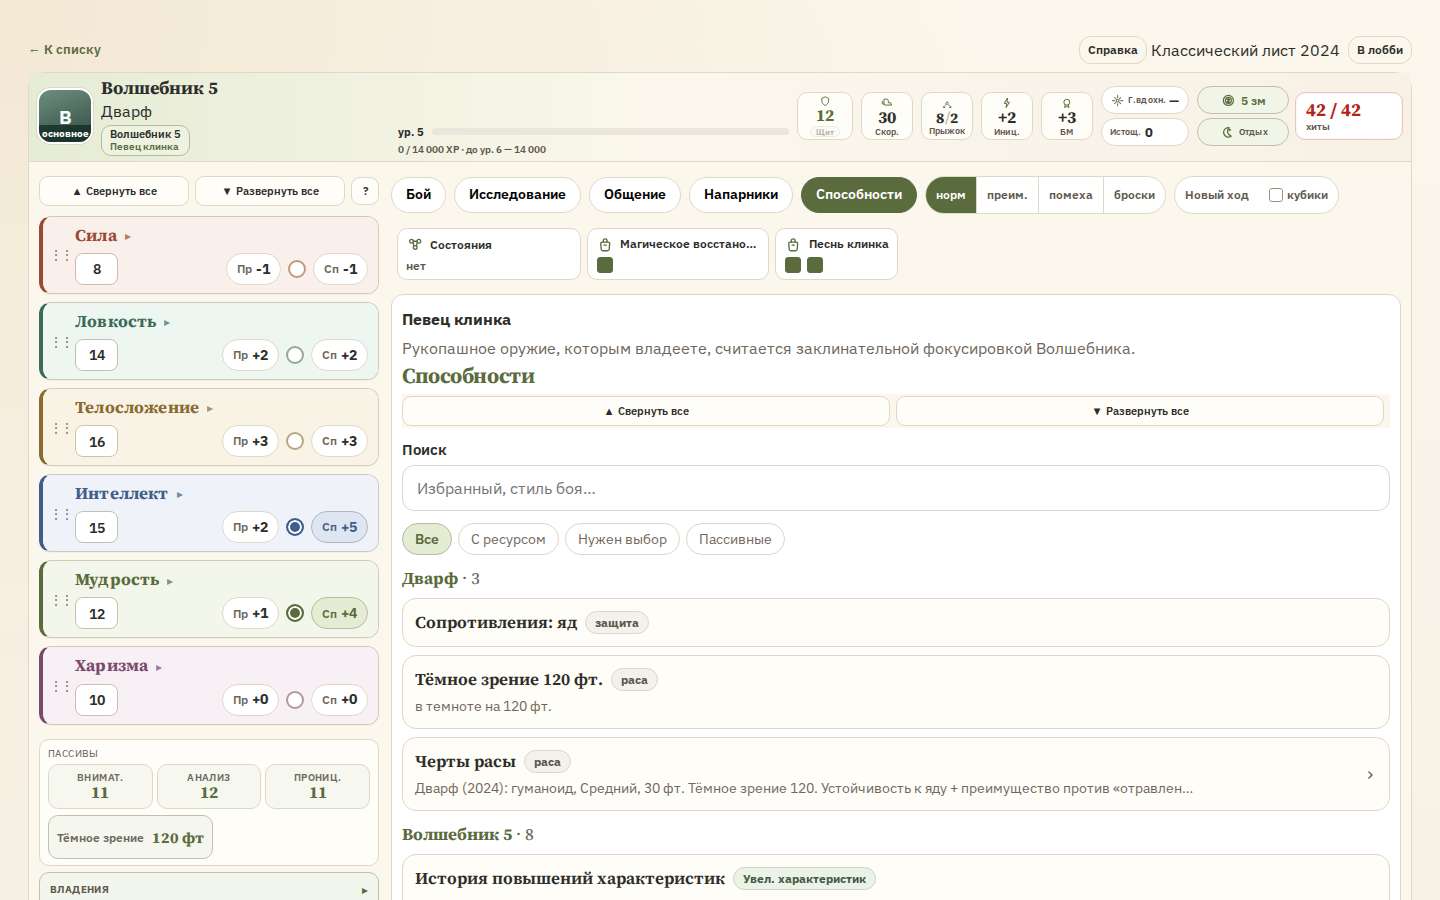 ← К списку
Справка Классический лист 2024 В лобби
В
основное
Волшебник 5
Дварф
Волшебник 5
Певец клинка
ур. 5
0 / 14 000 XP · до ур. 6 — 14 000
12
Щит
30
Скор.
8/2
Прыжок
+2
Иниц.
+3
БМ
Г.вдохн. —
Истощ. 0
5 зм
Отдых
42 / 42
хиты
▲ Свернуть все ▼ Развернуть все ?
Сила ▸
8 Пр -1 Сп -1
Ловкость ▸
14 Пр +2 Сп +2
Телосложение ▸
16 Пр +3 Сп +3
Интеллект ▸
15 Пр +2 Сп +5
Мудрость ▸
12 Пр +1 Сп +4
Харизма ▸
10 Пр +0 Сп +0
ПАССИВЫ
ВНИМАТ. АНАЛИЗ ПРОНИЦ.
11 12 11
Тёмное зрение 120 фт
ВЛАДЕНИЯ ▸
Бой Исследование Общение Напарники Способности норм преим. помеха броски Новый ход кубики
Состояния
нет
Магическое восстано...
Песнь клинка
Певец клинка
Рукопашное оружие, которым владеете, считается заклинательной фокусировкой Волшебника.
Способности
▲ Свернуть все ▼ Развернуть все
Поиск
Избранный, стиль боя...
Все С ресурсом Нужен выбор Пассивные
Дварф · 3
Сопротивления: яд защита
Тёмное зрение 120 фт. раса
в темноте на 120 фт.
Черты расы раса
Дварф (2024): гуманоид, Средний, 30 фт. Тёмное зрение 120. Устойчивость к яду + преимущество против «отравлен... ›
Волшебник 5 · 8
История повышений характеристик Увел. характеристик